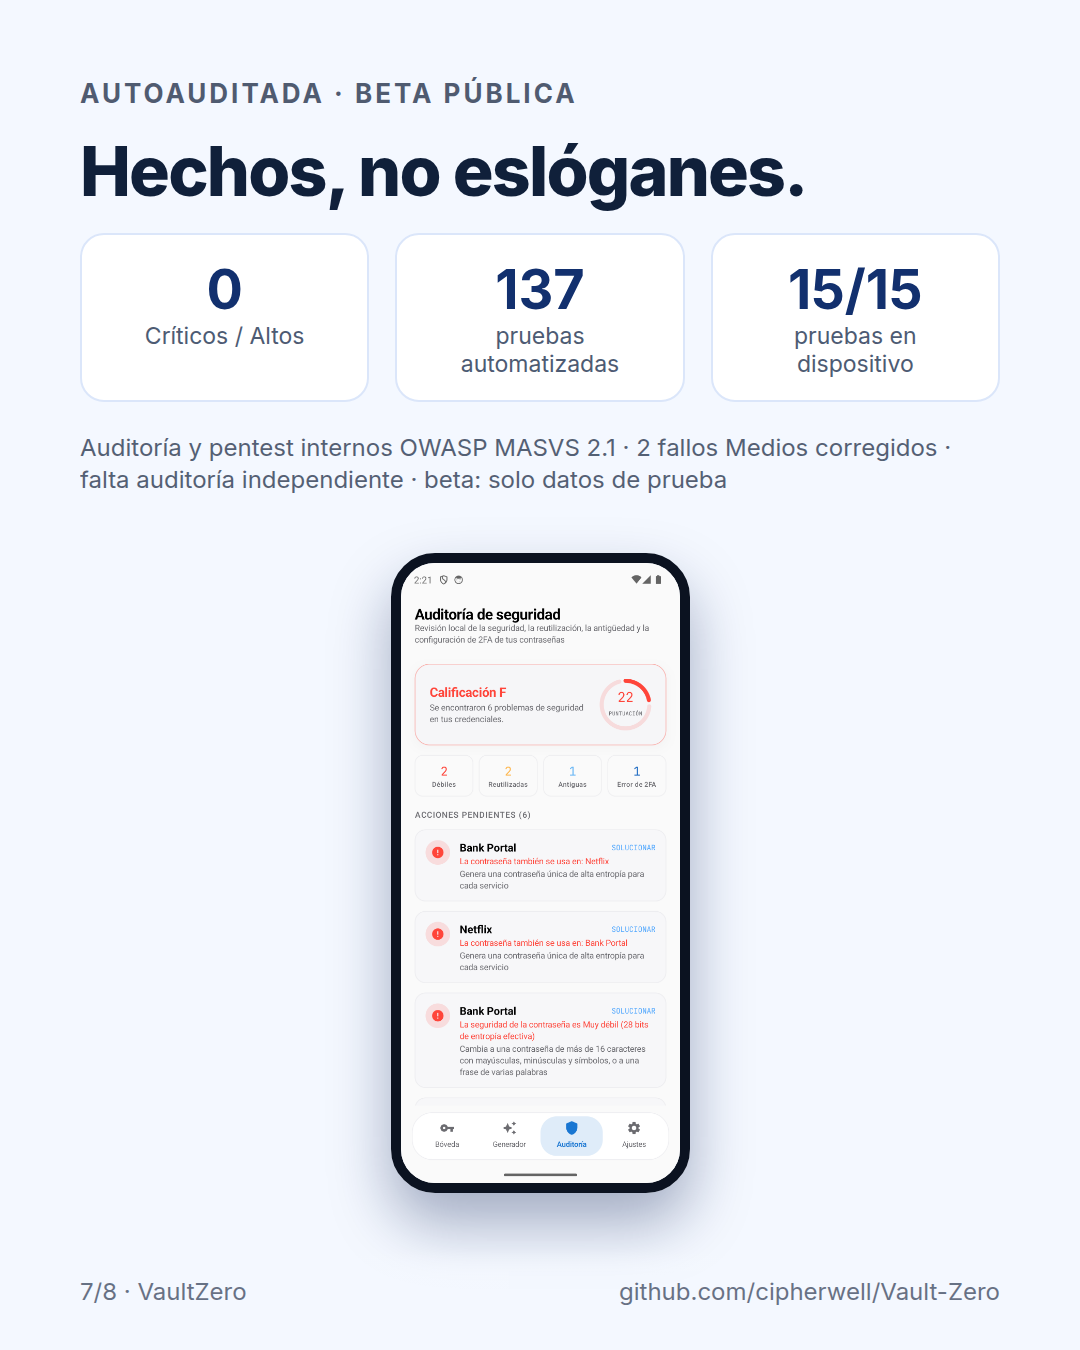 AUTOAUDITADA · BETA PÚBLICA
Hechos, no eslóganes.
0
Críticos / Altos
137
pruebas
automatizadas
15/15
pruebas en
dispositivo
Auditoría y pentest internos OWASP MASVS 2.1 · 2 fallos Medios corregidos ·
falta auditoría independiente · beta: solo datos de prueba
2:21
Auditoría de seguridad
Revisión local de la seguridad, la reutilización, la antigüedad y la
configuración de 2FA de tus contraseñas
Calificación F
Se encontraron 6 problemas de seguridad
en tus credenciales.
22
PUNTUACIÓN
2
Débiles
2
Reutilizadas
1
Antiguas
1
Error de 2FA
ACCIONES PENDIENTES (6)
Bank Portal
SOLUCIONAR
La contraseña también se usa en: Netflix
Genera una contraseña única de alta entropía para
cada servicio
Netflix
SOLUCIONAR
La contraseña también se usa en: Bank Portal
Genera una contraseña única de alta entropía para
cada servicio
Bank Portal
SOLUCIONAR
La seguridad de la contraseña es Muy débil (28 bits
de entropía efectiva)
Cambia a una contraseña de más de 16 caracteres
con mayúsculas, minúsculas y símbolos, o a una
frase de varias palabras
Bóveda
Generador
Auditoría
Ajustes
7/8 · VaultZero
github.com/cipherwell/Vault-Zero